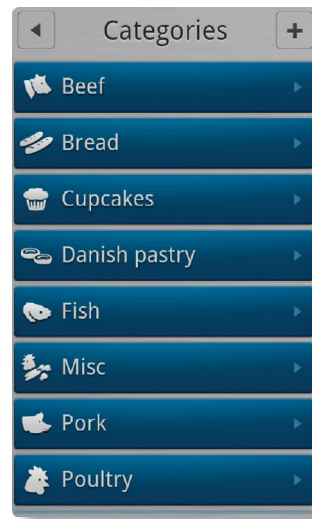 Categories
Beef
Bread
Cupcakes
Danish pastry
Fish
Misc
Pork
Poultry